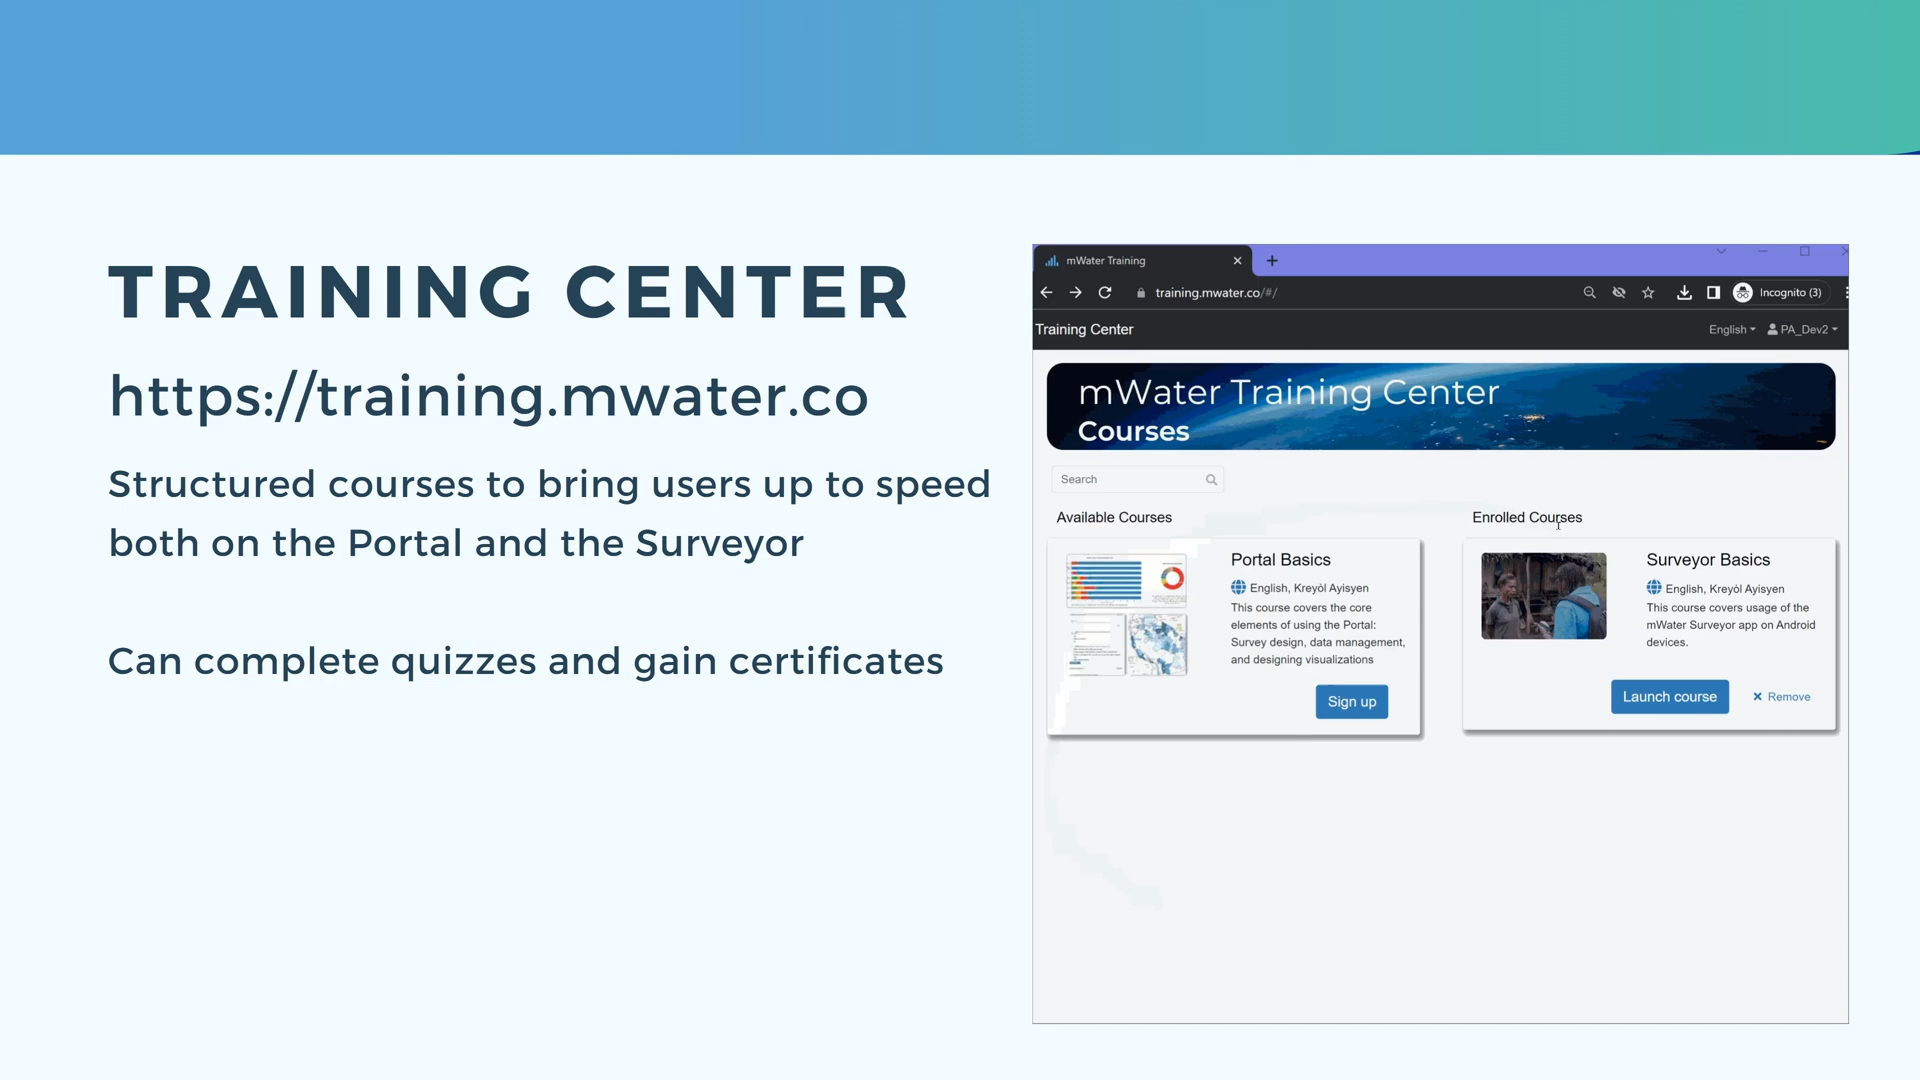 TRAINING CENTER
https://training.mwater.co
Structured courses to bring users up to speed
both on the Portal and the Surveyor
Can complete quizzes and gain certificates
mWater Training
training.mwater.co/#/
Incognito (3)
Training Center
English
PA_Dev2
mWater Training Center
Courses
Search
Available Courses
Portal Basics
English, Kreyòl Ayisyen
This course covers the core
elements of using the Portal:
Survey design, data management,
and designing visualizations
Sign up
Enrolled Courses
Surveyor Basics
English, Kreyòl Ayisyen
This course covers usage of the
mWater Surveyor app on Android
devices.
Launch course
Remove